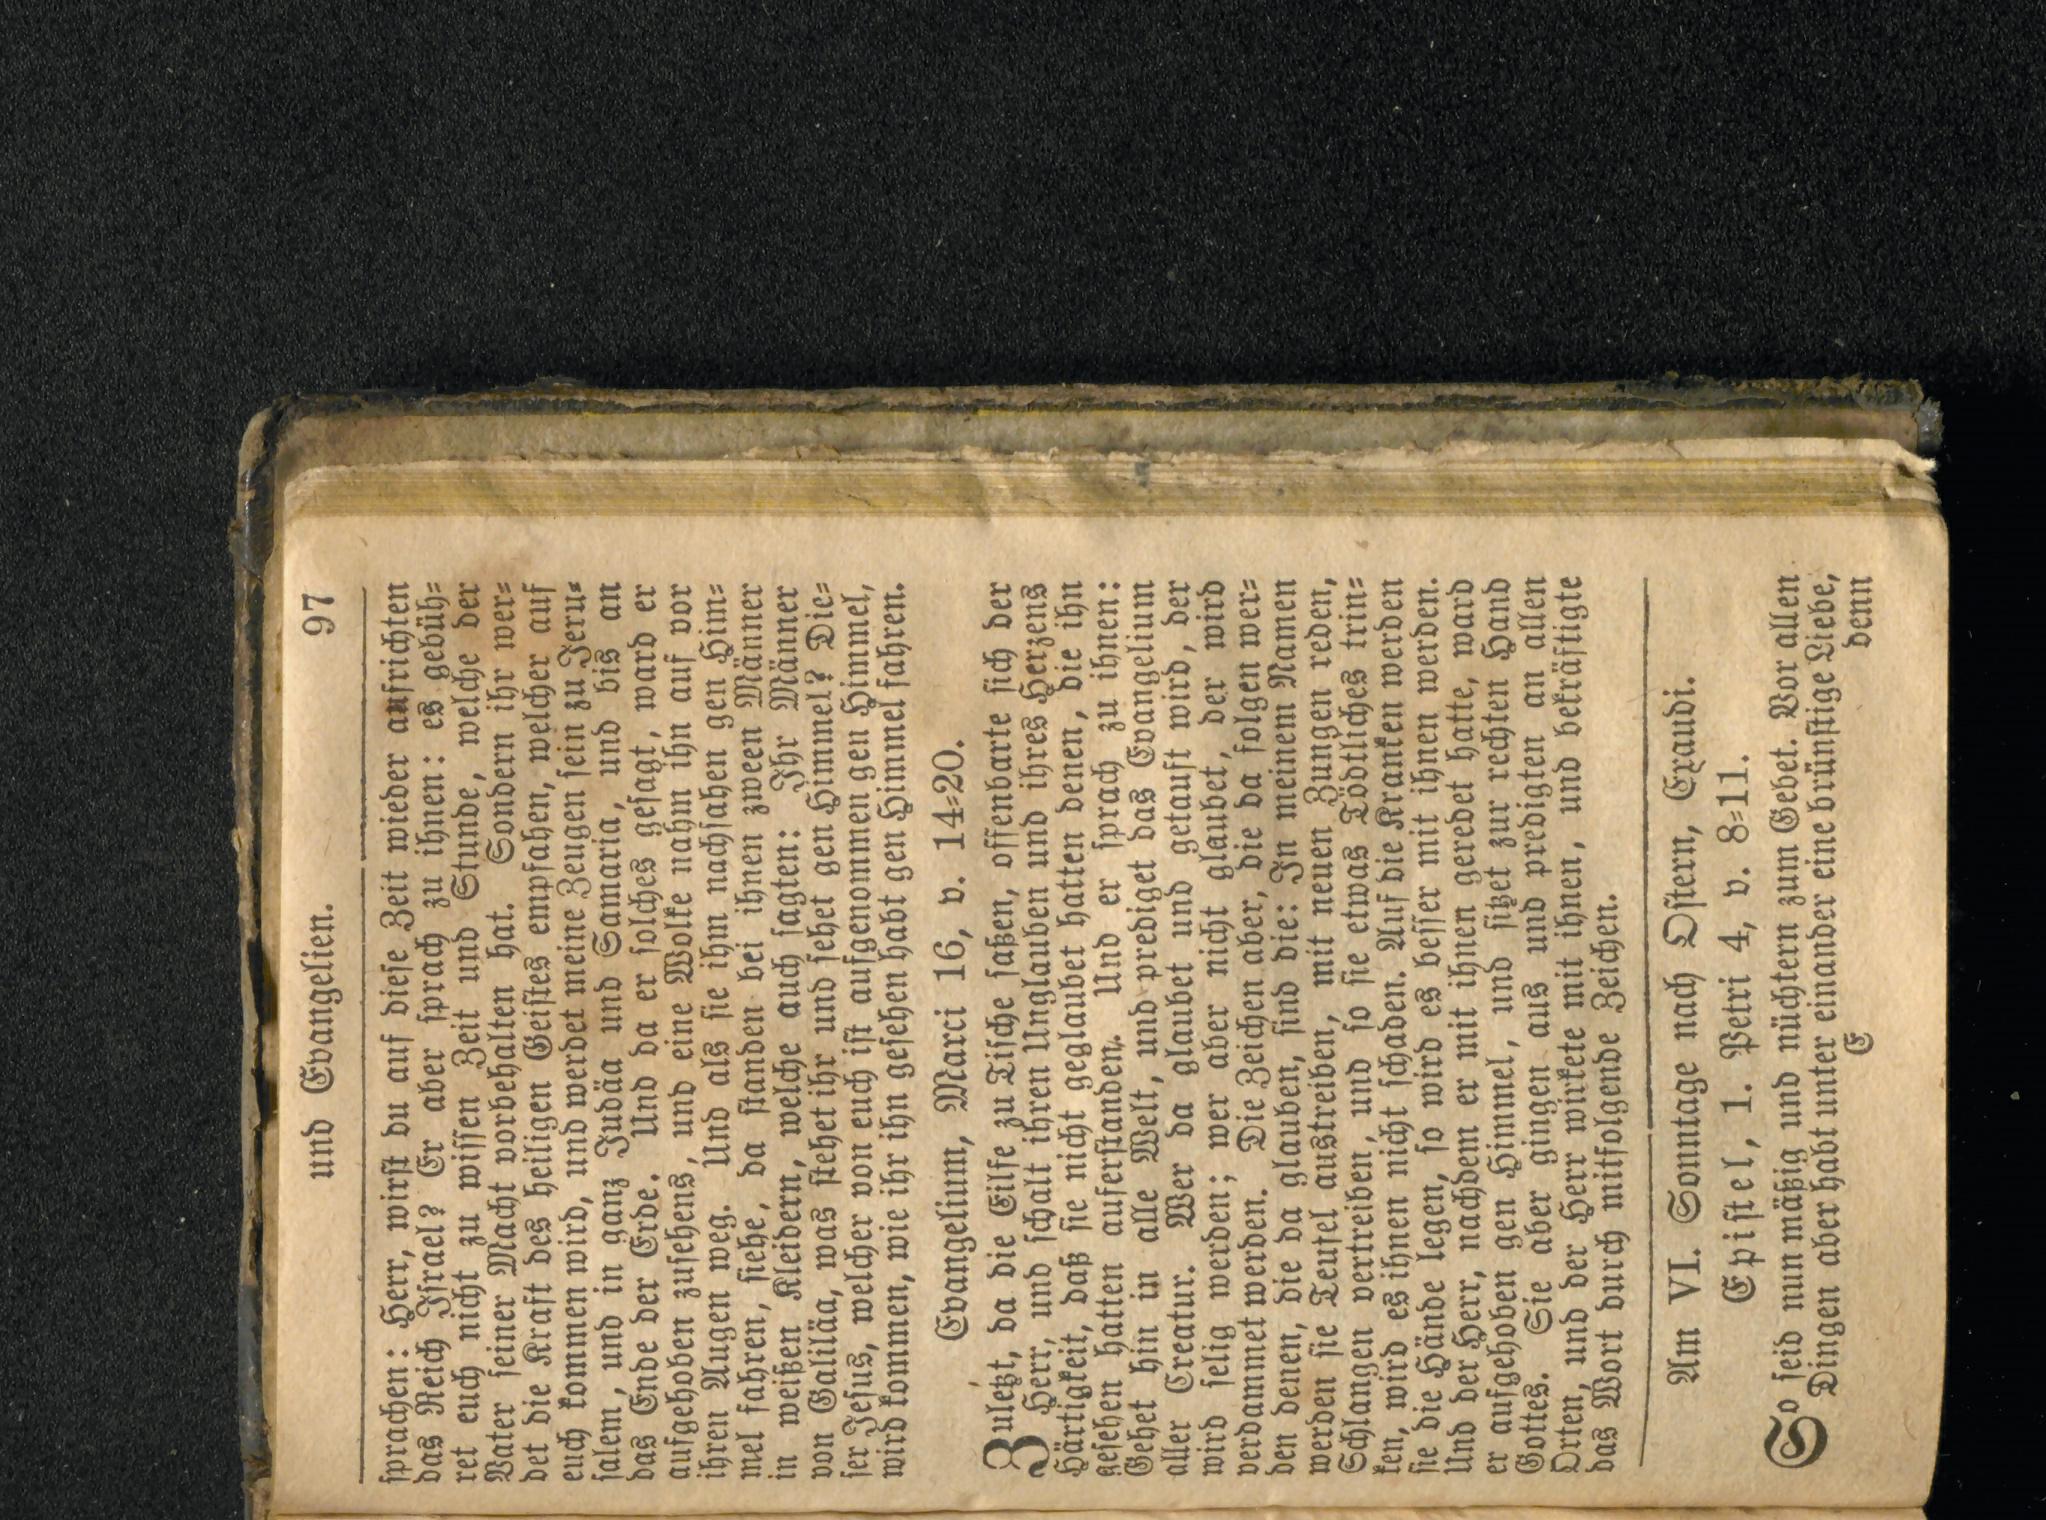 und Evangelien. 97
sprachen: Herr, wirst du auf diese Zeit wieder aufrichten
das Reich Israel? Er aber sprach zu ihnen: es gebüh⸗
ret euch nicht zu wissen Zeit und Stunde, welche der
Vater seiner Macht vorbehalten hat. Sondern ihr wer⸗
det die Kraft des heiligen Geistes empfahen, welcher auf
euch kommen wird, und werdet meine Zeugen sein zu Jeru⸗
salem, und in ganz Judäa und Samaria, und bis an
das Ende der Erde. Und da er solches gesagt, ward er
aufgehoben zusehens, und eine Wolke nahm ihn auf vor
ihren Augen weg. Und als sie ihm nachsahen gen Him⸗
mel fahren, siehe, da standen bei ihnen zween Männer
in weißen Kleidern, welche auch sagten: Ihr Männer
von Galiläa, was stehet ihr und sehet gen Himmel? Die⸗
ser Jesus, welcher von euch ist aufgenommen gen Himmel,
wird kommen, wie ihr ihn gesehen habt gen Himmel fahren.
Evangelium, Marci 16, v. 14⸗20.
Zuletzt, da die Eilfe zu Tische saßen, offenbarte sich der
Herr, und schalt ihren Unglauben und ihres Herzens
Härtigkeit, daß sie nicht geglaubet hatten denen, die ihn
gesehen hatten auferstanden. Und er sprach zu ihnen:
Gehet hin in alle Welt, und prediget das Evangelium
aller Creatur. Wer da glaubet und getauft wird, der
wird selig werden; wer aber nicht glaubet, der wird
verdammet werden. Die Zeichen aber, die da folgen wer⸗
den denen, die da glauben, sind die: In meinem Namen
werden sie Teufel austreiben, mit neuen Zungen reden,
Schlangen vertreiben, und so sie etwas Tödtliches trin⸗
ken, wird es ihnen nicht schaden. Auf die Kranken werden
sie die Hände legen, so wird es besser mit ihnen werden.
Und der Herr, nachdem er mit ihnen geredet hatte, ward
er aufgehoben gen Himmel, und sitzet zur rechten Hand
Gottes. Sie aber gingen aus und predigten an allen
Orten, und der Herr wirkete mit ihnen, und bekräftigte
das Wort durch mitfolgende Zeichen.
Am VI. Sonntage nach Ostern, Exaudi.
Epistel, 1. Petri 4, v. 8⸗11.
So seid nun mäßig und nüchtern zum Gebet. Vor allen
Dingen aber habt unter einander eine brünstige Liebe,
E denn